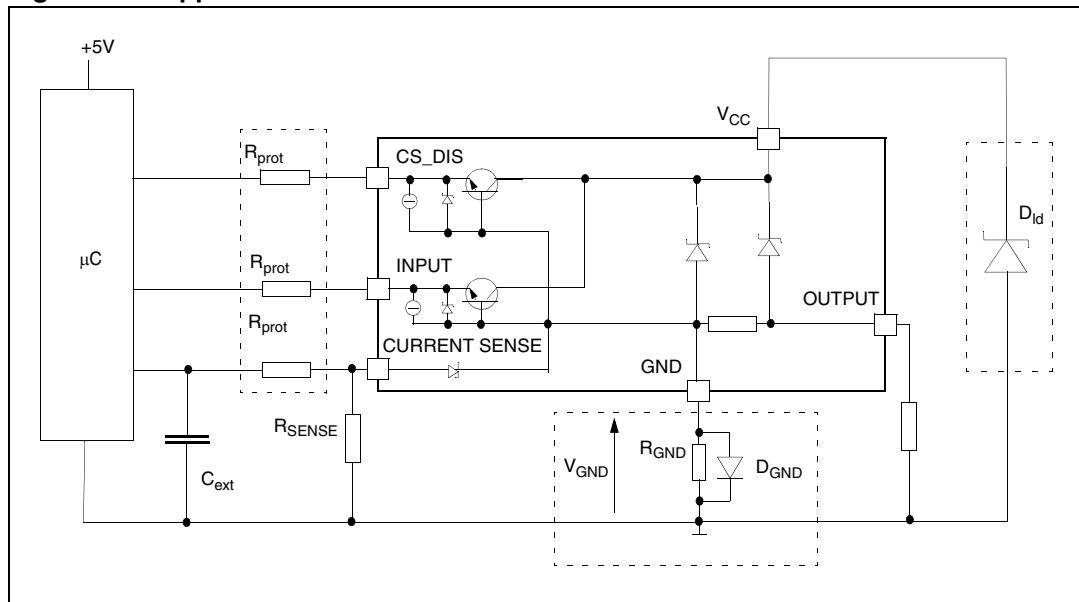 +5V
V_CC
R_prot
CS_DIS
D_ld
μC
R_prot
INPUT
OUTPUT
R_prot
CURRENT SENSE
GND
R_SENSE
R_GND
V_GND
D_GND
C_ext